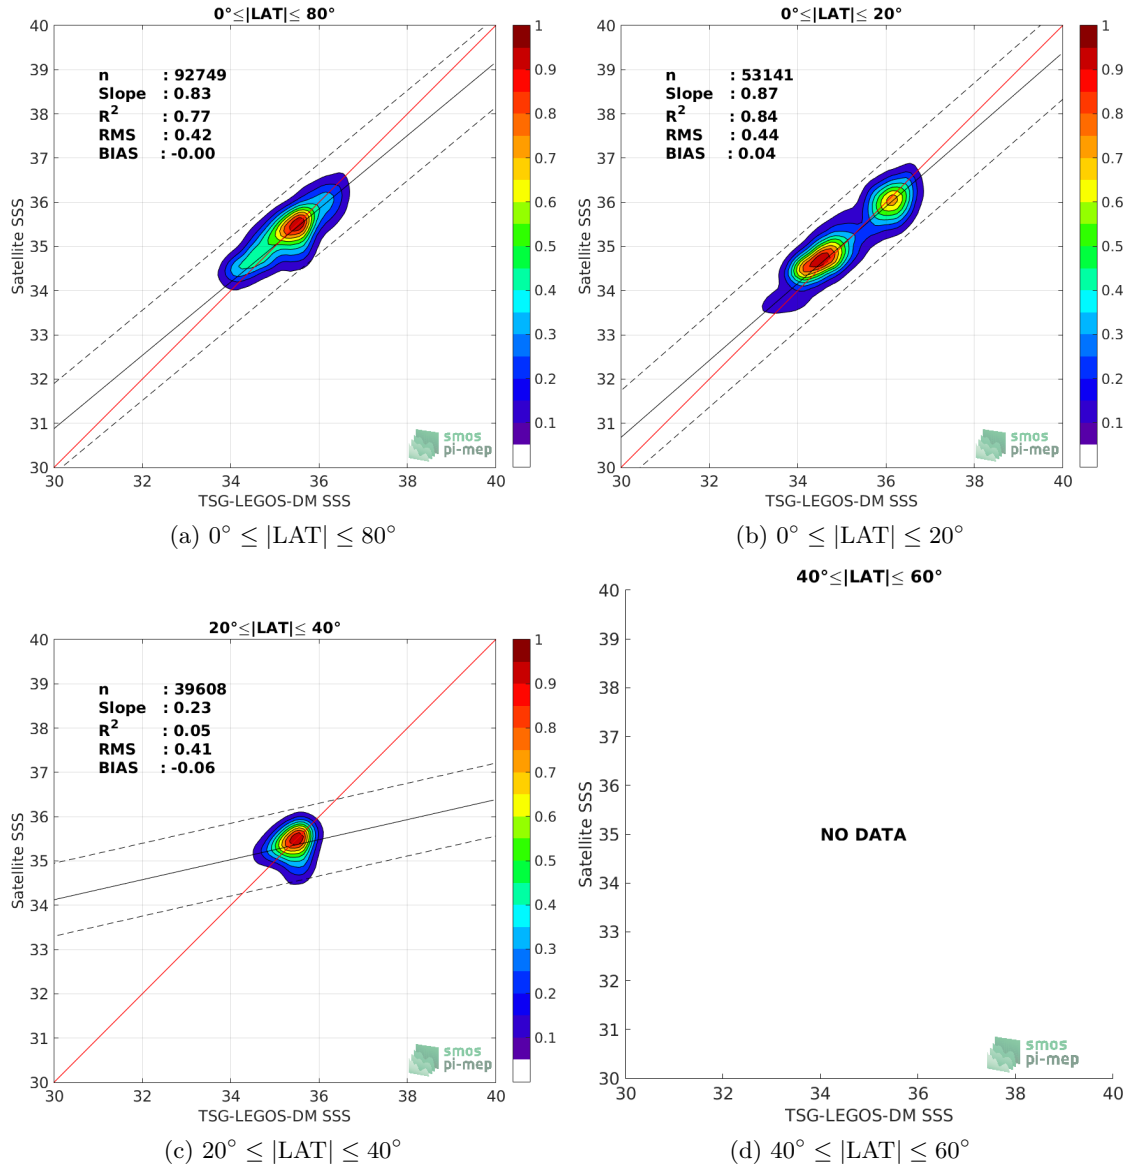 0°≤|LAT|≤ 80°
40
39
38
37
36
35
34
33
32
31
30
Satellite SSS
n : 92749
Slope : 0.83
R2 : 0.77
RMS : 0.42
BIAS : -0.00
smos
pi-mep
30 32 34 36 38 40
TSG-LEGOS-DM SSS
1
0.9
0.8
0.7
0.6
0.5
0.4
0.3
0.2
0.1
(a) 0° ≤ |LAT| ≤ 80°
0°≤|LAT|≤ 20°
40
39
38
37
36
35
34
33
32
31
30
Satellite SSS
n : 53141
Slope : 0.87
R2 : 0.84
RMS : 0.44
BIAS : 0.04
smos
pi-mep
30 32 34 36 38 40
TSG-LEGOS-DM SSS
1
0.9
0.8
0.7
0.6
0.5
0.4
0.3
0.2
0.1
(b) 0° ≤ |LAT| ≤ 20°
20°≤|LAT|≤ 40°
40
39
38
37
36
35
34
33
32
31
30
Satellite SSS
n : 39608
Slope : 0.23
R2 : 0.05
RMS : 0.41
BIAS : -0.06
smos
pi-mep
30 32 34 36 38 40
TSG-LEGOS-DM SSS
1
0.9
0.8
0.7
0.6
0.5
0.4
0.3
0.2
0.1
(c) 20° ≤ |LAT| ≤ 40°
40°≤|LAT|≤ 60°
40
39
38
37
36
35
34
33
32
31
30
Satellite SSS
NO DATA
smos
pi-mep
30 32 34 36 38 40
TSG-LEGOS-DM SSS
(d) 40° ≤ |LAT| ≤ 60°